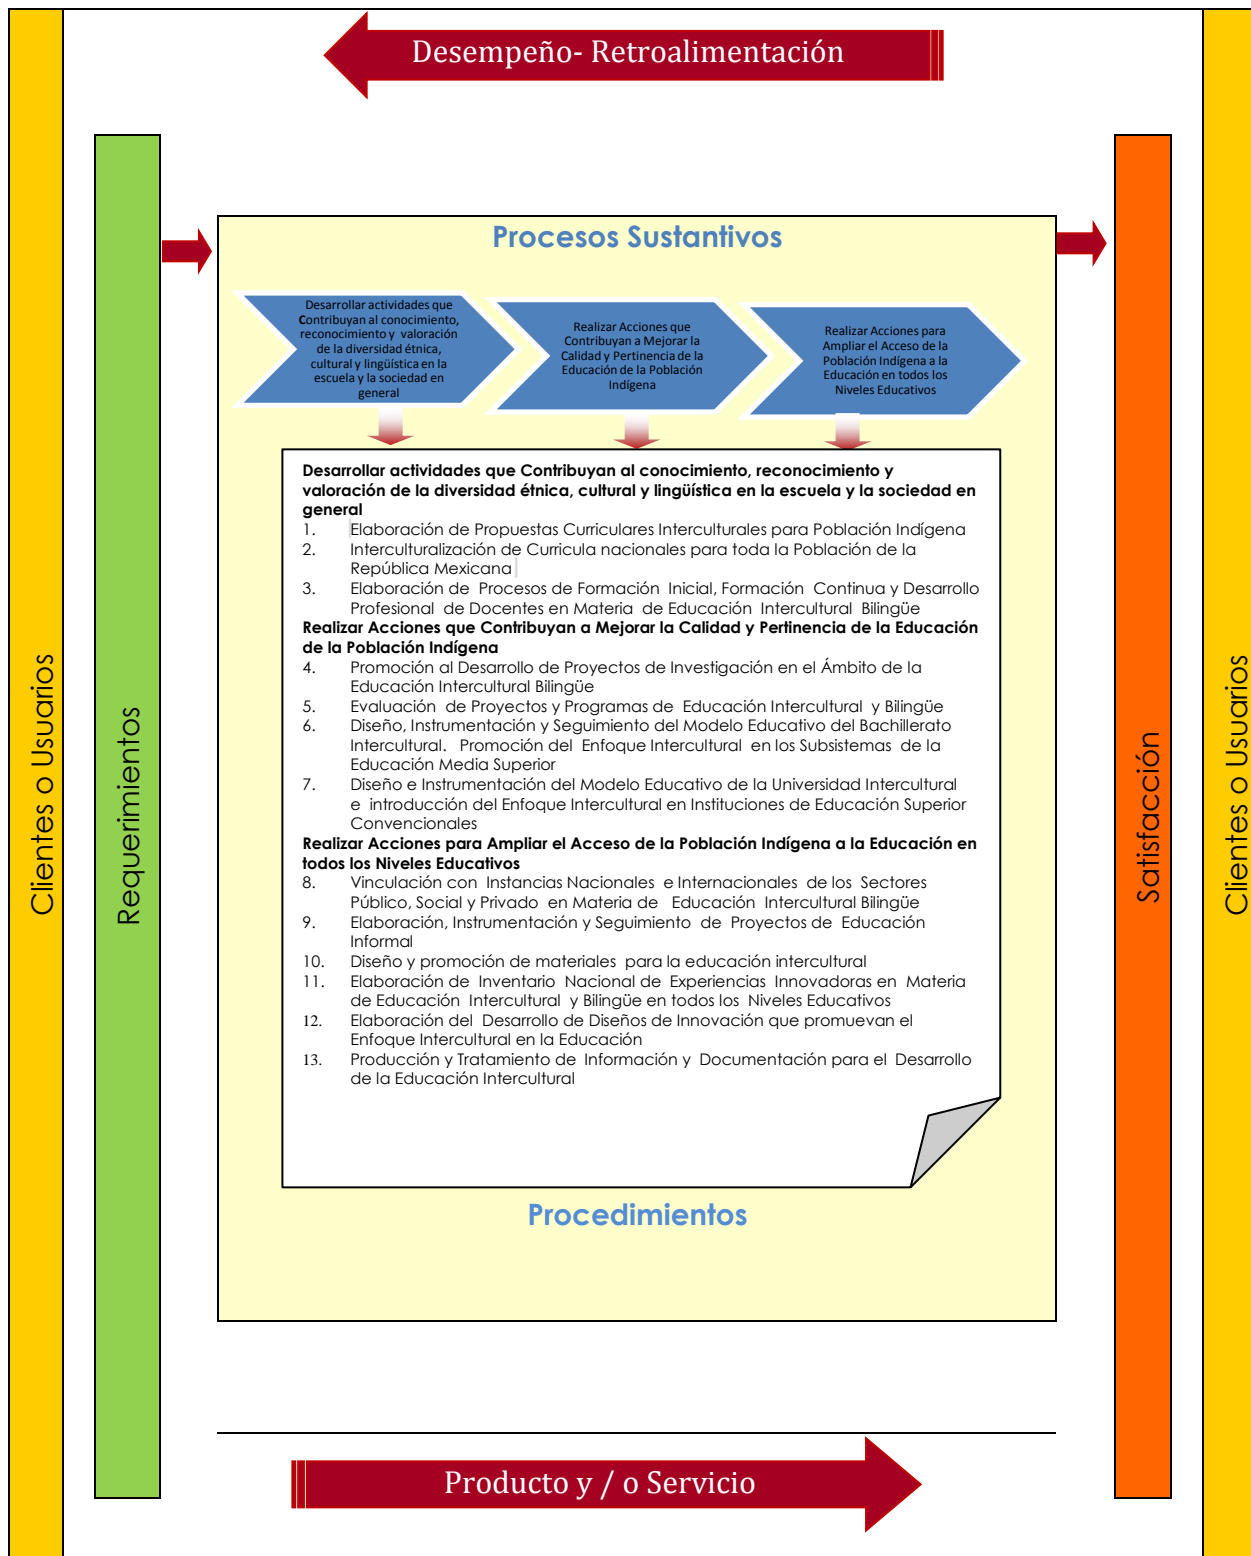 Desempeño- Retroalimentación
Clientes o Usuarios
Requerimientos
Procesos Sustantivos
Desarrollar actividades que
Contribuyan al conocimiento,
reconocimiento y valoración
de la diversidad étnica,
cultural y lingüística en la
escuela y la sociedad en
general
Realizar Acciones que
Contribuyan a Mejorar la
Calidad y Pertinencia de la
Educación de la Población
Indígena
Realizar Acciones para
Ampliar el Acceso de la
Población Indígena a la
Educación en todos los
Niveles Educativos
Desarrollar actividades que Contribuyan al conocimiento, reconocimiento y
valoración de la diversidad étnica, cultural y lingüística en la escuela y la sociedad en
general
1. Elaboración de Propuestas Curriculares Interculturales para Población Indígena
2. Interculturalización de Curricula nacionales para toda la Población de la
República Mexicana
3. Elaboración de Procesos de Formación Inicial, Formación Continua y Desarrollo
Profesional de Docentes en Materia de Educación Intercultural Bilingüe
Realizar Acciones que Contribuyan a Mejorar la Calidad y Pertinencia de la Educación
de la Población Indígena
4. Promoción al Desarrollo de Proyectos de Investigación en el Ámbito de la
Educación Intercultural Bilingüe
5. Evaluación de Proyectos y Programas de Educación Intercultural y Bilingüe
6. Diseño, Instrumentación y Seguimiento del Modelo Educativo del Bachillerato
Intercultural. Promoción del Enfoque Intercultural en los Subsistemas de la
Educación Media Superior
7. Diseño e Instrumentación del Modelo Educativo de la Universidad Intercultural
e introducción del Enfoque Intercultural en Instituciones de Educación Superior
Convencionales
Realizar Acciones para Ampliar el Acceso de la Población Indígena a la Educación en
todos los Niveles Educativos
8. Vinculación con Instancias Nacionales e Internacionales de los Sectores
Público, Social y Privado en Materia de Educación Intercultural Bilingüe
9. Elaboración, Instrumentación y Seguimiento de Proyectos de Educación
Informal
10. Diseño y promoción de materiales para la educación intercultural
11. Elaboración de Inventario Nacional de Experiencias Innovadoras en Materia
de Educación Intercultural y Bilingüe en todos los Niveles Educativos
12. Elaboración del Desarrollo de Diseños de Innovación que promuevan el
Enfoque Intercultural en la Educación
13. Producción y Tratamiento de Información y Documentación para el Desarrollo
de la Educación Intercultural
Procedimientos
Satisfacción
Clientes o Usuarios
Producto y / o Servicio